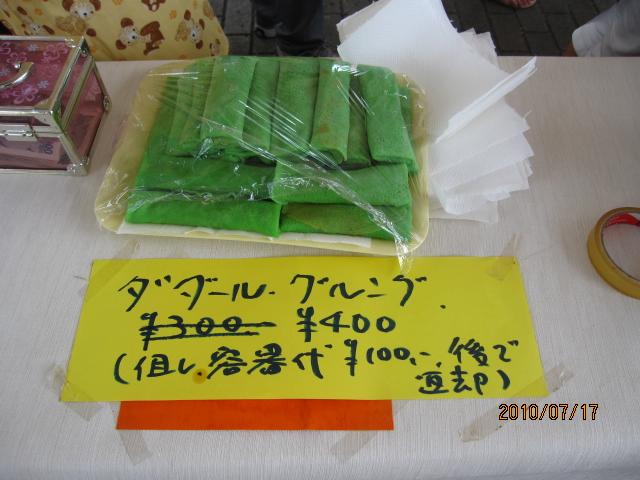 ダダール.グルング.
¥300 ¥400
(但し.容器代 ¥100,-, 後で
返却)
2010/07/17